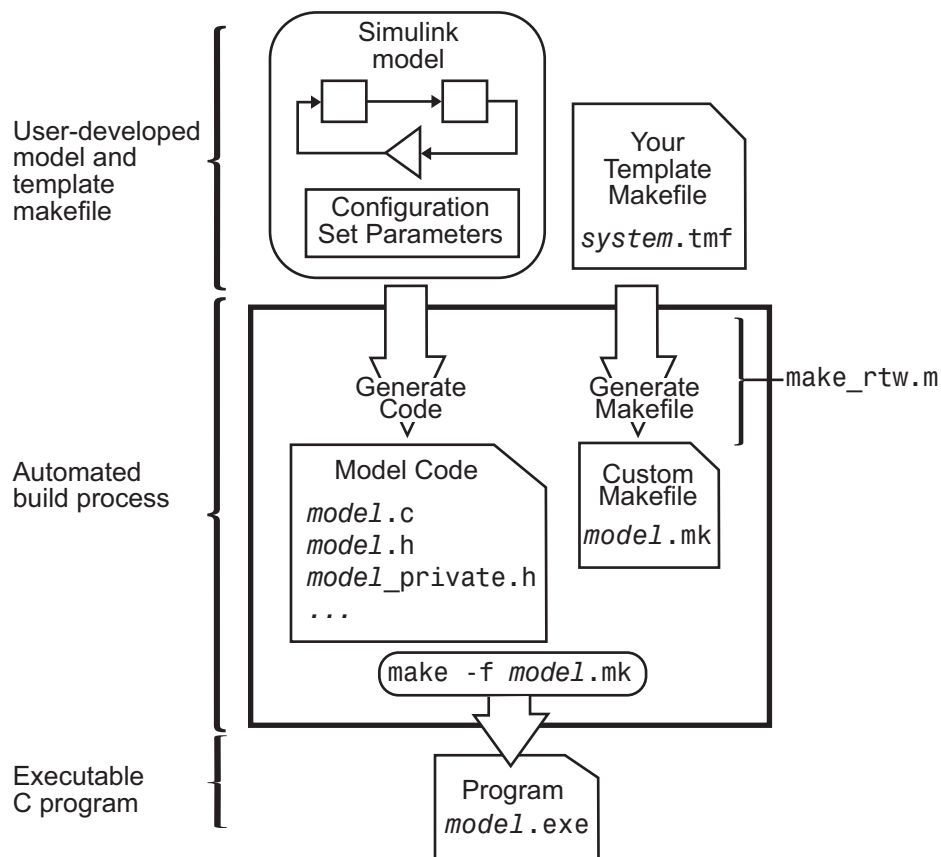 Simulink
model
Configuration
Set Parameters
User-developed
model and
template
makefile
Your
Template
Makefile
system.tmf
Generate
Code
Generate
Makefile
make_rtw.m
Automated
build process
Model Code
model.c
model.h
model_private.h
...
Custom
Makefile
model.mk
make -f model.mk
Executable
C program
Program
model.exe